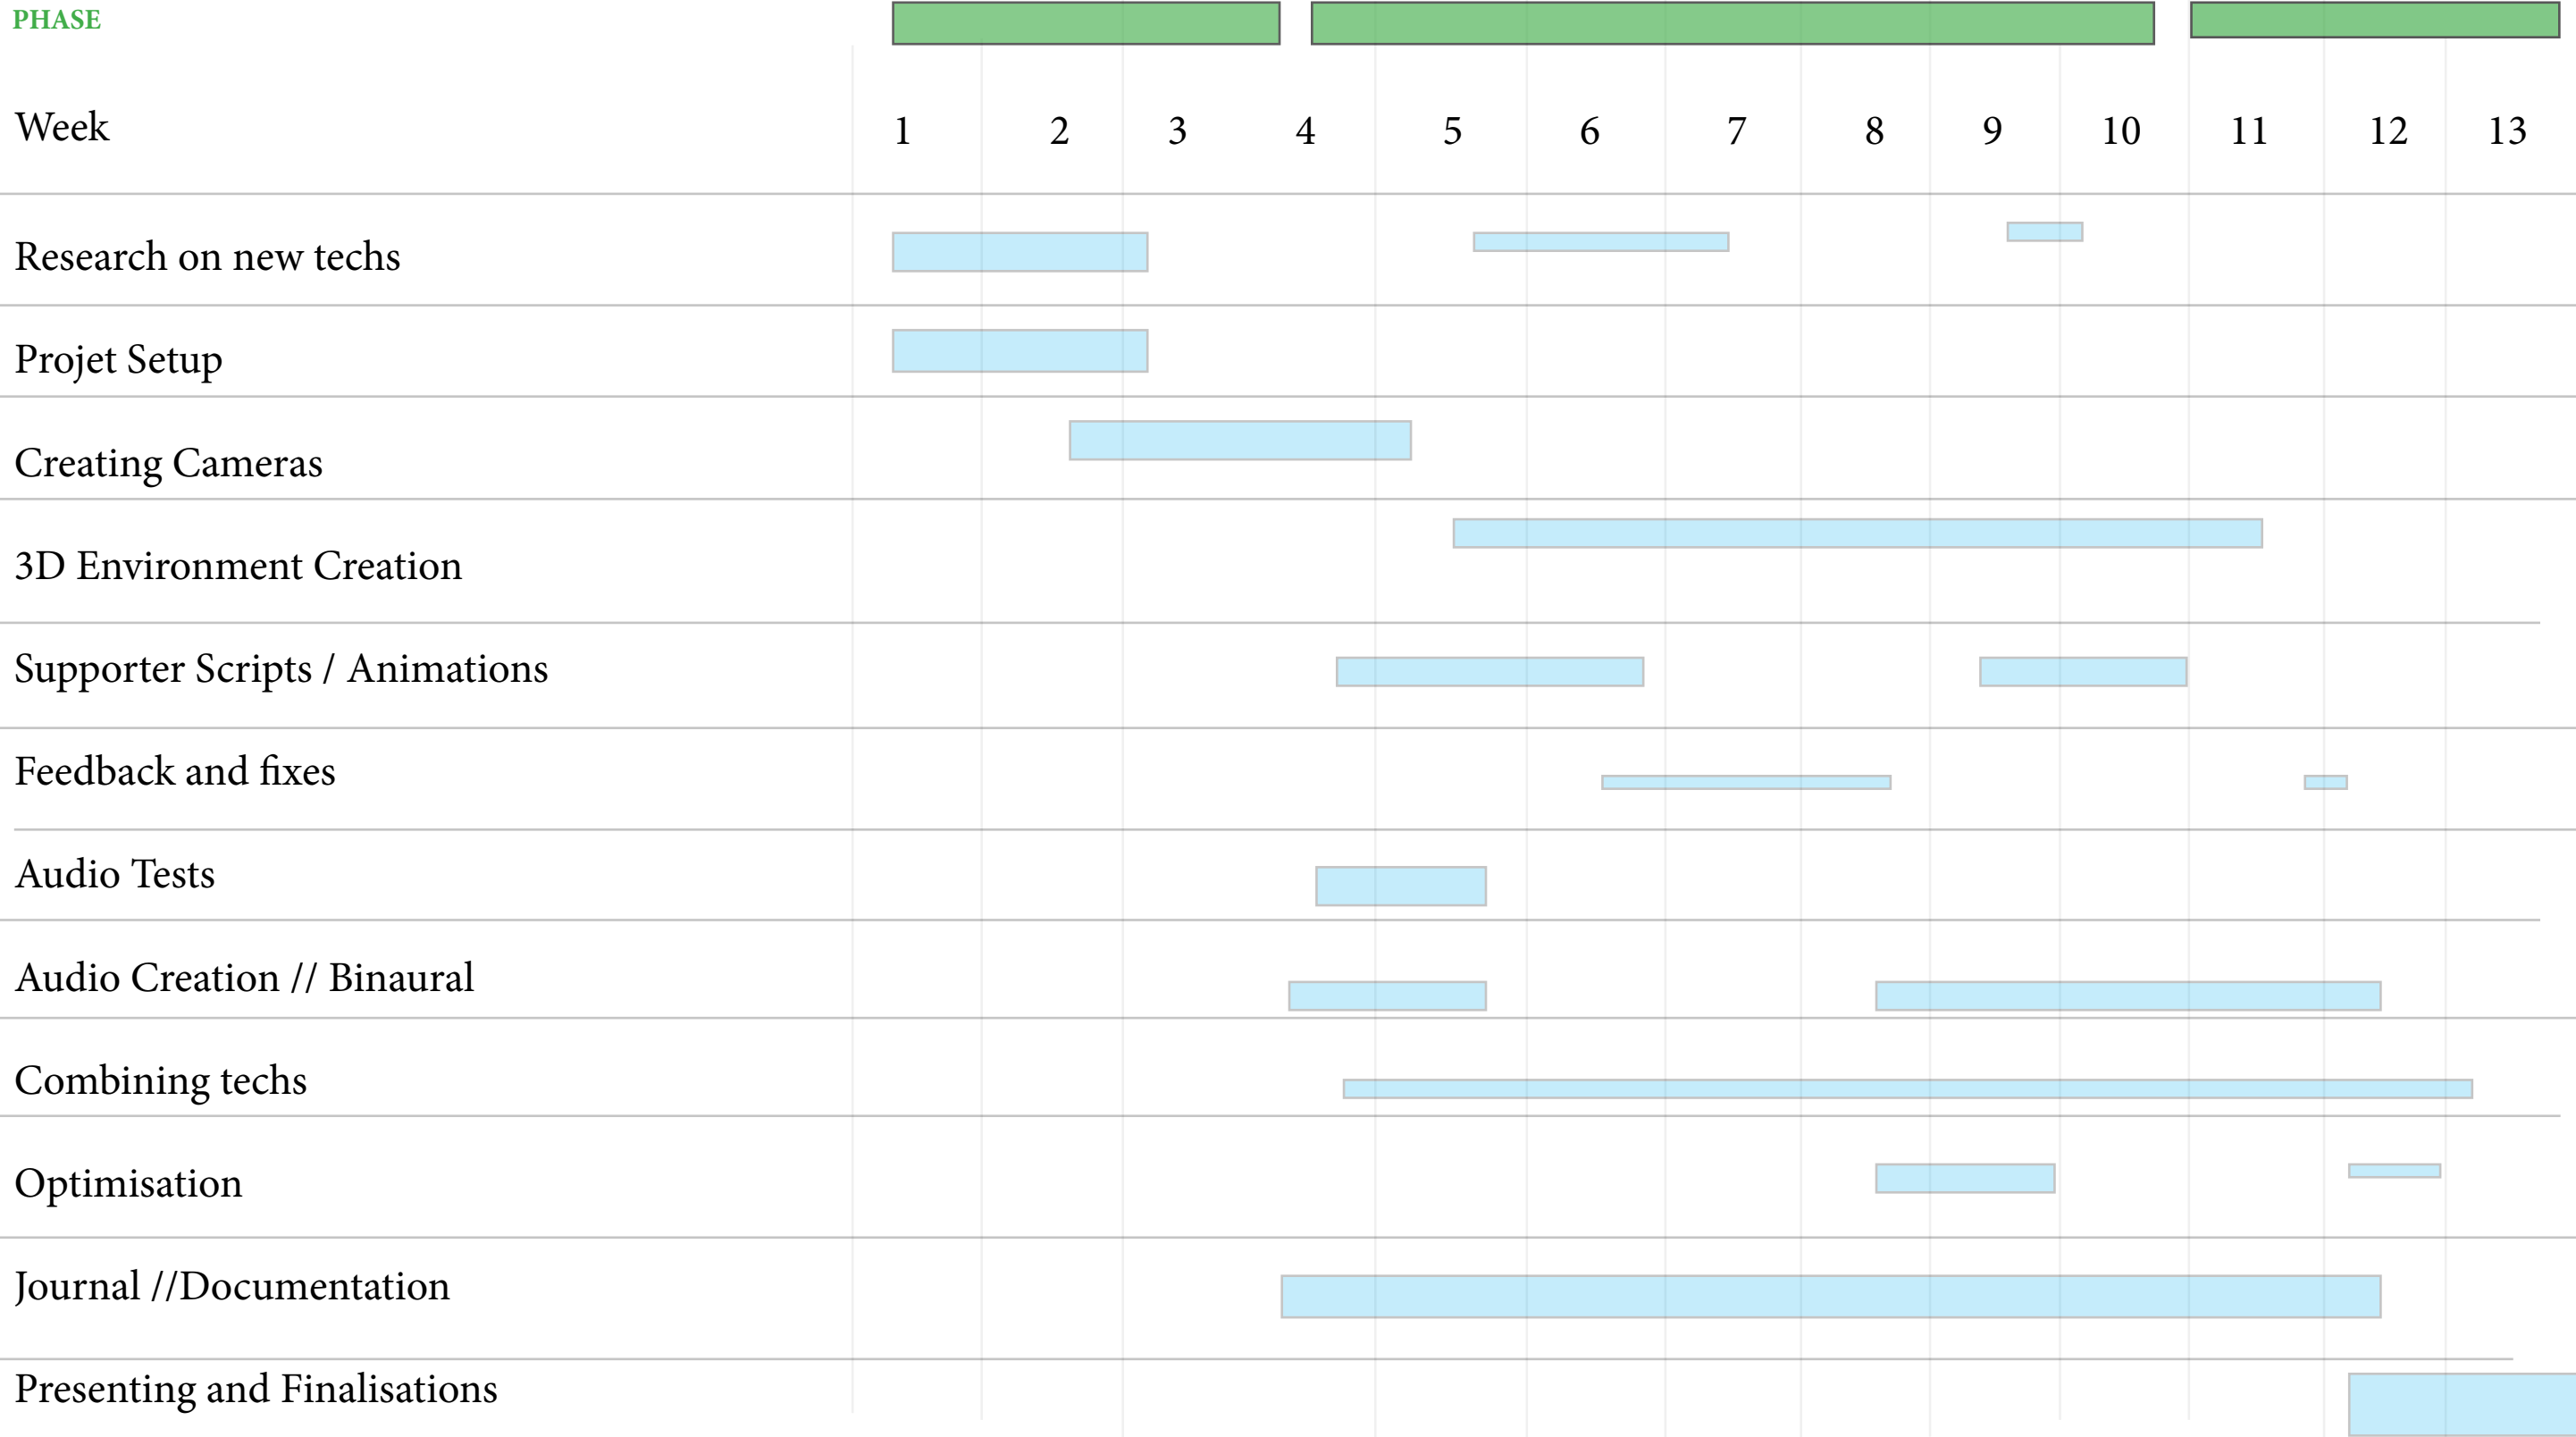 PHASE
Week 1 2 3 4 5 6 7 8 9 10 11 12 13
Research on new techs
Projet Setup
Creating Cameras
3D Environment Creation
Supporter Scripts / Animations
Feedback and fixes
Audio Tests
Audio Creation // Binaural
Combining techs
Optimisation
Journal //Documentation
Presenting and Finalisations